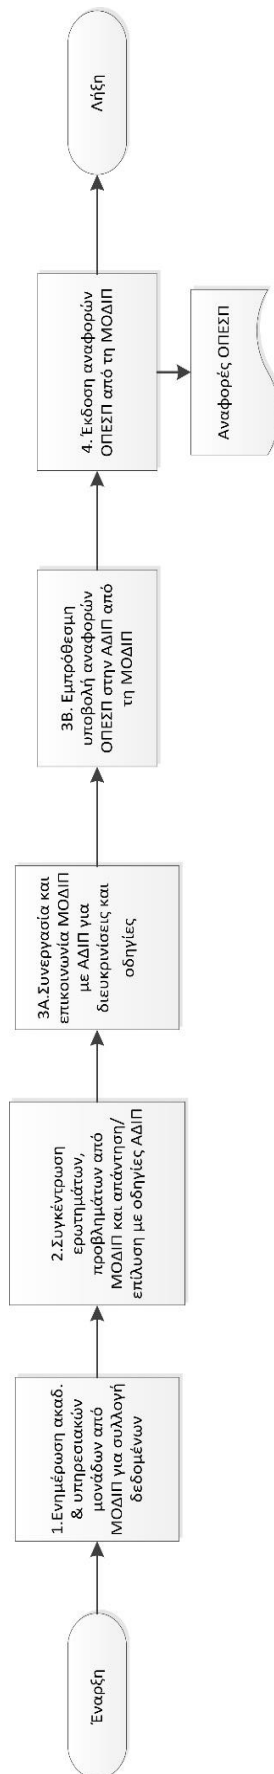 Έναρξη
1.Ενημέρωση ακαδ.
& υπηρεσιακών
μονάδων από
ΜΟΔΙΠ για συλλογή
δεδομένων
2.Συγκέντρωση
ερωτημάτων,
προβλημάτων από
ΜΟΔΙΠ και απάντηση/
επίλυση με οδηγίες ΑΔΙΠ
3Α.Συνεργασία και
επικοινωνία ΜΟΔΙΠ
με ΑΔΙΠ για
διευκρινίσεις και
οδηγίες
3Β. Εμπρόθεσμη
υποβολή αναφορών
ΟΠΕΣΠ στην ΑΔΙΠ από
τη ΜΟΔΙΠ
4. Έκδοση αναφορών
ΟΠΕΣΠ από τη ΜΟΔΙΠ
Αναφορές ΟΠΕΣΠ
Λήξη